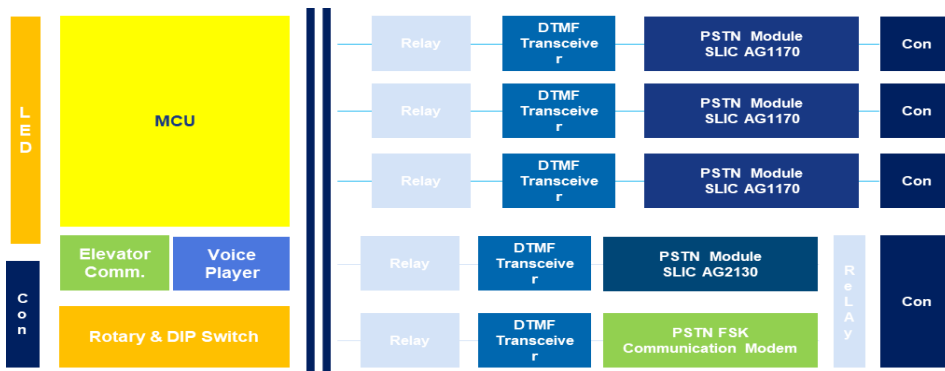 L
E
D
MCU
Elevator
Comm.
Voice
Player
C
o
n
Rotary & DIP Switch
Relay
DTMF
Transceive
r
PSTN Module
SLIC AG1170
Con
Relay
DTMF
Transceive
r
PSTN Module
SLIC AG1170
Con
Relay
DTMF
Transceive
r
PSTN Module
SLIC AG1170
Con
Relay
DTMF
Transceive
r
PSTN Module
SLIC AG2130
R
e
L
A
y
Con
Relay
DTMF
Transceive
r
PSTN FSK
Communication Modem